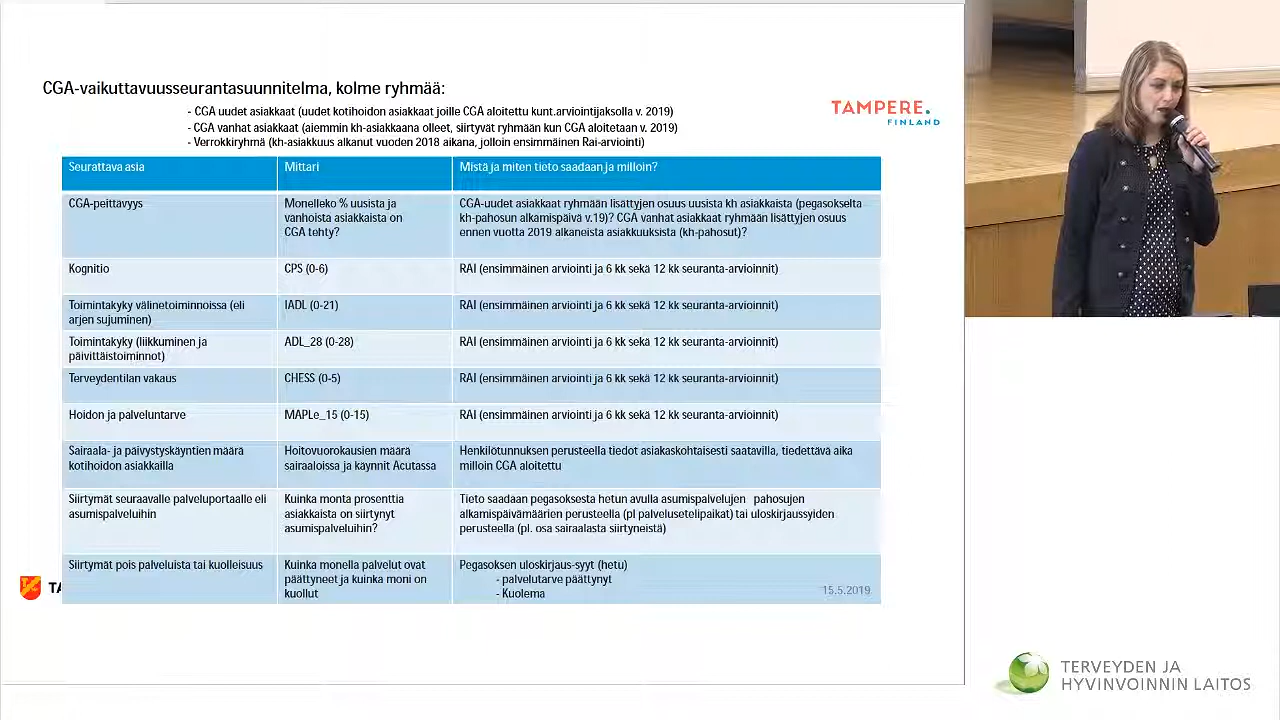 CGA-vaikuttavuusseurantasuunnitelma, kolme ryhmää:
- CGA uudet asiakkaat (uudet kotihoidon asiakkaat joille CGA aloitettu kunt.arviointijaksolla v. 2019)
- CGA vanhat asiakkaat (aiemmin kh-asiakkaana olleet, siirtyvät ryhmään kun CGA aloitetaan v. 2019)
- Verrokkiryhmä (kh-asiakkuus alkanut vuoden 2018 aikana, jolloin ensimmäinen Rai-arviointi)
TAMPERE.
FINLAND
Seurattava asia
Mittari
Mistä ja miten tieto saadaan ja milloin?
CGA-peittävyys
Monelleko % uusista ja
vanhoista asiakkaista on
CGA tehty?
CGA-uudet asiakkaat ryhmään lisättyjen osuus uusista kh asiakkaista (pegasokselta
kh-pahosun alkamispäivä v.19)? CGA vanhat asiakkaat ryhmään lisättyjen osuus
ennen vuotta 2019 alkaneista asiakkuuksista (kh-pahosut)?
Kognitio
CPS (0-6)
RAI (ensimmäinen arviointi ja 6 kk sekä 12 kk seuranta-arvioinnit)
Toimintakyky välinetoiminnoissa (eli
arjen sujuminen)
IADL (0-21)
RAI (ensimmäinen arviointi ja 6 kk sekä 12 kk seuranta-arvioinnit)
Toimintakyky (liikkuminen ja
päivittäistoiminnot)
ADL_28 (0-28)
RAI (ensimmäinen arviointi ja 6 kk sekä 12 kk seuranta-arvioinnit)
Terveydentilan vakaus
CHESS (0-5)
RAI (ensimmäinen arviointi ja 6 kk sekä 12 kk seuranta-arvioinnit)
Hoidon ja palveluntarve
MAPLe_15 (0-15)
RAI (ensimmäinen arviointi ja 6 kk sekä 12 kk seuranta-arvioinnit)
Sairaala- ja päivystyskäyntien määrä
kotihoidon asiakkailla
Hoitovuorokausien määrä
sairaaloissa ja käynnit Acutassa
Henkilötunnuksen perusteella tiedot asiakaskohtaisesti saatavilla, tiedettävä aika
milloin CGA aloitettu
Siirtymät seuraavalle palveluportaalle eli
asumispalveluihin
Kuinka monta prosenttia
asiakkaista on siirtynyt
asumispalveluihin?
Tieto saadaan pegasoksesta hetun avulla asumispalvelujen pahosujen
alkamispäivämäärien perusteella (pl palvelusetelipaikat) tai uloskirjaussyiden
perusteella (pl. osa sairaalasta siirtyneistä)
Siirtymät pois palveluista tai kuolleisuus
Kuinka monella palvelut ovat
päättyneet ja kuinka moni on
kuollut
Pegasoksen uloskirjaus-syyt (hetu)
- palvelutarve päättynyt
- Kuolema
15.5.2019
TA
TERVEYDEN JA
HYVINVOINNIN LAITOS